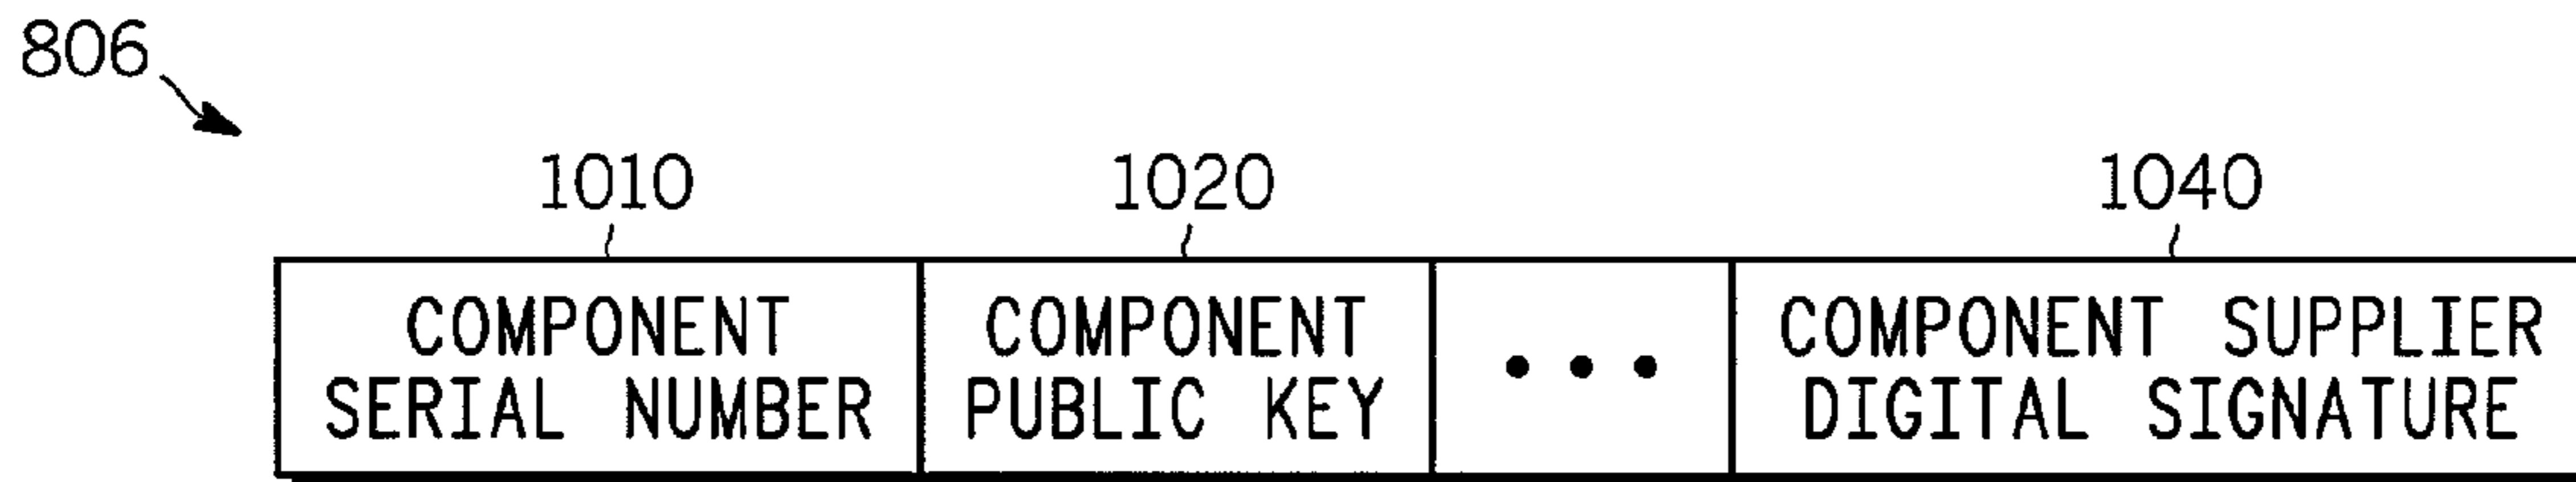 806
1010
1020
1040
COMPONENT
SERIAL NUMBER
COMPONENT
PUBLIC KEY
• • •
COMPONENT SUPPLIER
DIGITAL SIGNATURE